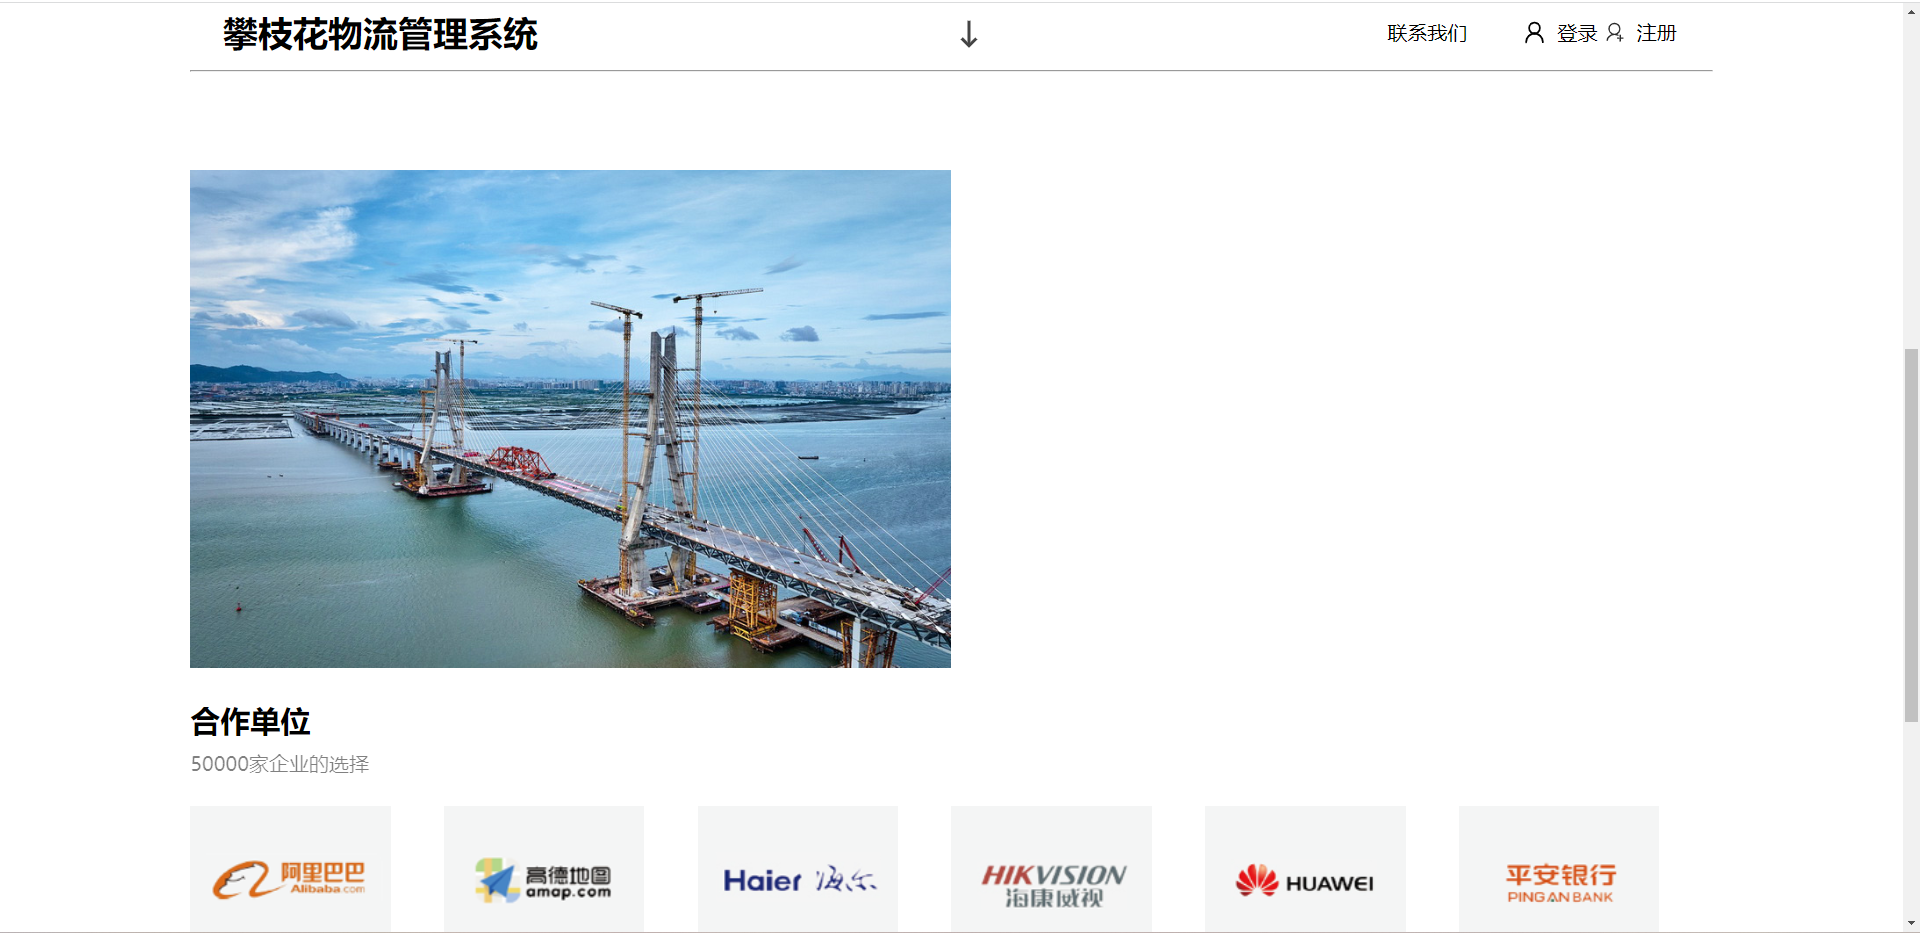 攀枝花物流管理系统
联系我们
登录
注册
合作单位
50000家企业的选择
阿里巴巴
Alibaba.com
高德地图
amap.com
Haier 海尔
HIKVISION
海康威视
HUAWEI
平安银行
PING AN BANK